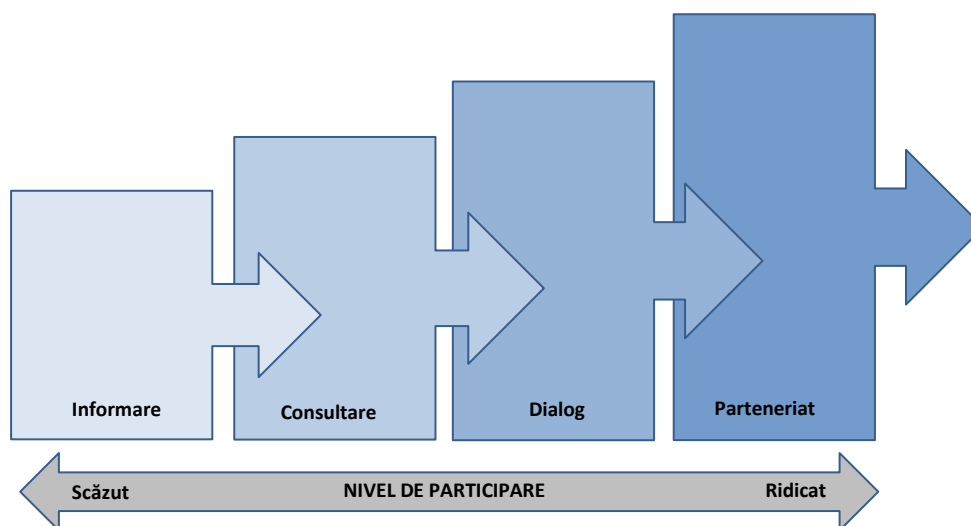 Informare
Consultare
Dialog
Parteneriat
Scăzut
NIVEL DE PARTICIPARE
Ridicat